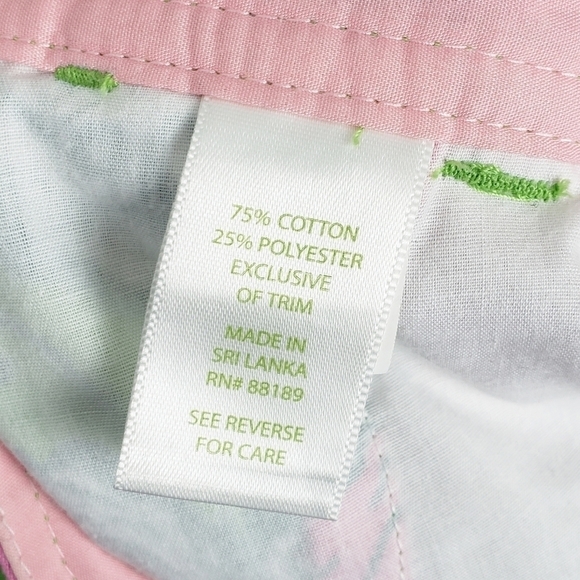 75% COTTON
25% POLYESTER
EXCLUSIVE
OF TRIM
MADE IN
SRI LANKA
RN# 88189
SEE REVERSE
FOR CARE